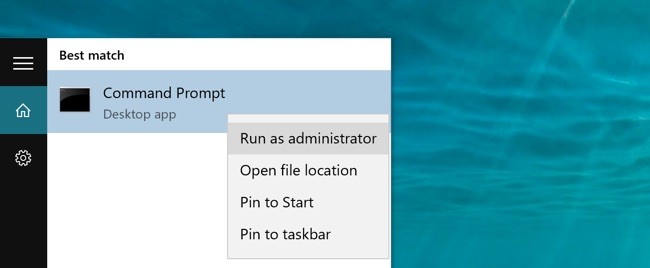 Best match
Command Prompt
Desktop app
Run as administrator
Open file location
Pin to Start
Pin to taskbar